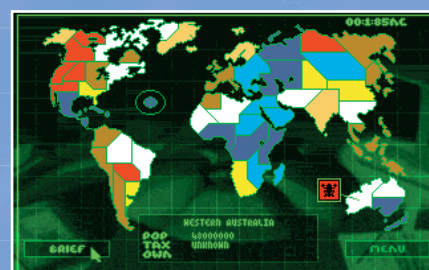 00:1:85AC
WESTERN AUSTRALIA
POP 48000000
TAX UNKNOWN
OWN
BRIEF
MENU